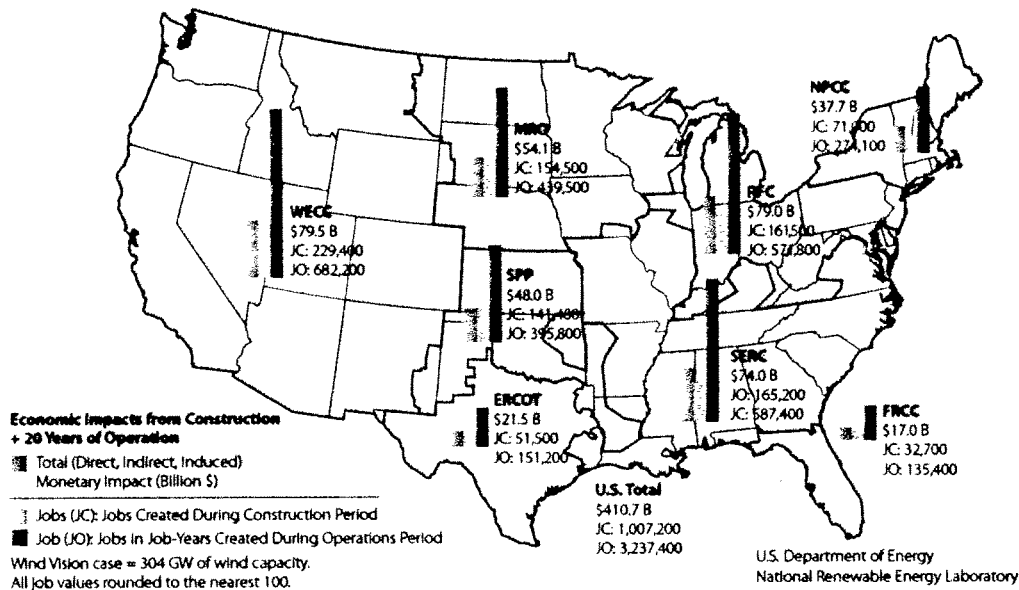 NPCC
$37.7 B
JC: 71,000
JO: 274,100
MRO
$54.1 B
JC: 154,500
JO: 439,500
RFC
$79.0 B
JC: 161,500
JO: 571,800
WECC
$79.5 B
JC: 229,400
JO: 682,200
SPP
$48.0 B
JC: 141,400
JO: 395,800
SERC
$74.0 B
JO: 165,200
JC: 587,400
ERCOT
$21.5 B
JC: 51,500
JO: 151,200
FRCC
$17.0 B
JC: 32,700
JO: 135,400
Economic Impacts from Construction
+ 20 Years of Operation
Total (Direct, Indirect, Induced)
Monetary Impact (Billion $)
Jobs (JC): Jobs Created During Construction Period
Job (JO): Jobs in Job-Years Created During Operations Period
Wind Vision case = 304 GW of wind capacity.
All job values rounded to the nearest 100.
U.S. Total
$410.7 B
JC: 1,007,200
JO: 3,237,400
U.S. Department of Energy
National Renewable Energy Laboratory